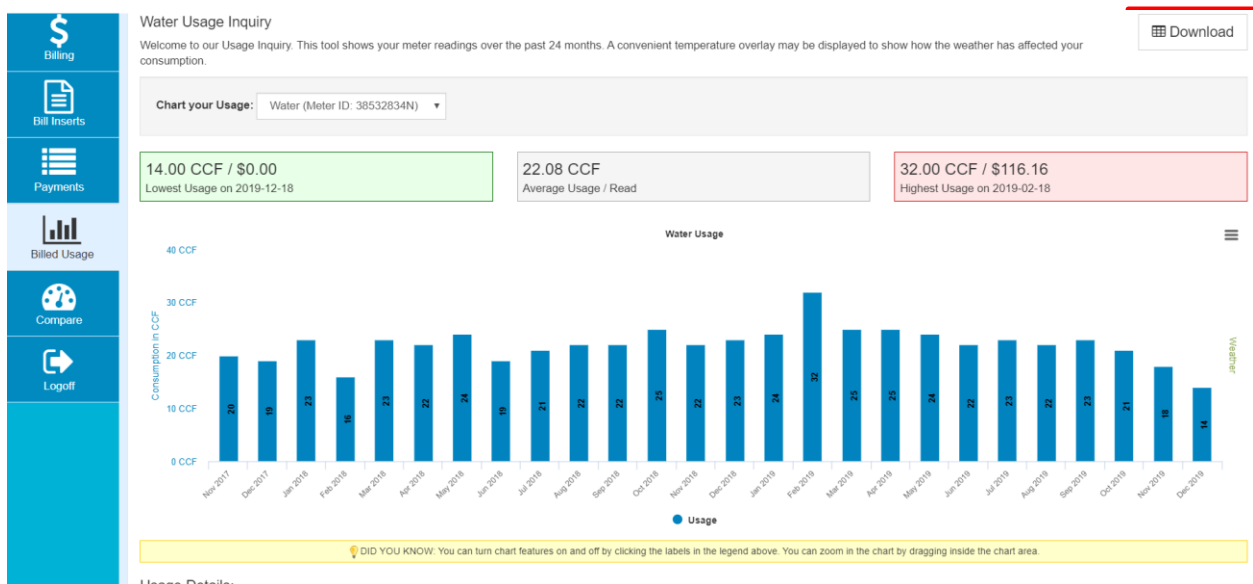 Billing
Bill Inserts
Payments
Billed Usage
Compare
Logoff
Water Usage Inquiry
Download
Welcome to our Usage Inquiry. This tool shows your meter readings over the past 24 months. A convenient temperature overlay may be displayed to show how the weather has affected your
consumption.
Chart your Usage: Water (Meter ID: 38532834N)
14.00 CCF / $0.00
Lowest Usage on 2019-12-18
22.08 CCF
Average Usage / Read
32.00 CCF / $116.16
Highest Usage on 2019-02-18
Water Usage
Consumption in CCF
40 CCF
30 CCF
20 CCF
10 CCF
0 CCF
20 19 23 16 23 22 24 19 21 22 22 25 22 23 24 32 25 25 24 22 23 22 23 21 18 14
Nov 2017 Dec 2017 Jan 2018 Feb 2018 Mar 2018 Apr 2018 May 2018 Jun 2018 Jul 2018 Aug 2018 Sep 2018 Oct 2018 Nov 2018 Dec 2018 Jan 2019 Feb 2019 Mar 2019 Apr 2019 May 2019 Jun 2019 Jul 2019 Aug 2019 Sep 2019 Oct 2019 Nov 2019 Dec 2019
Weather
Usage
DID YOU KNOW: You can turn chart features on and off by clicking the labels in the legend above. You can zoom in the chart by dragging inside the chart area.
Usage Details: